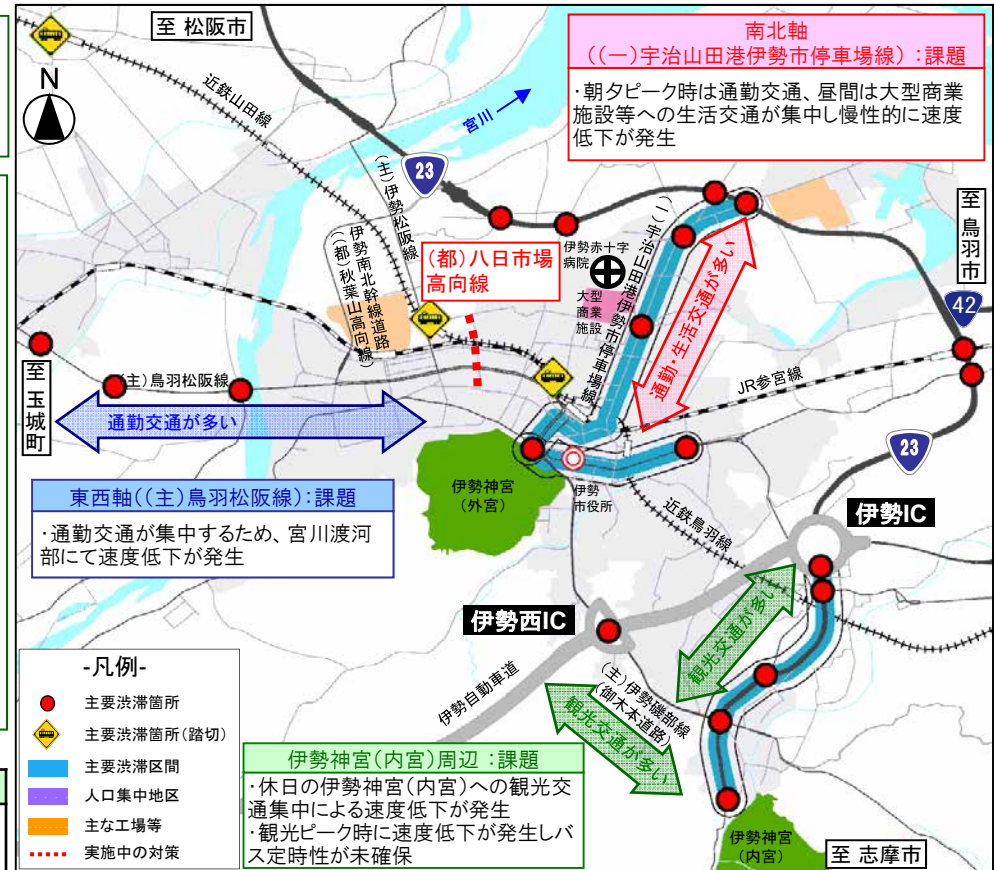 至 松阪市
N
近鉄山田線
宮川
23
南北軸
((一)宇治山田港伊勢市停車場線) :課題
・朝夕ピーク時は通勤交通、昼間は大型商業
施設等への生活交通が集中し慢性的に速度
低下が発生
(主)伊勢松阪線
伊勢南北幹線道路
((都)秋葉山高向線)
(都)八日市場
高向線
伊勢赤十字
病院
大型
商業
施設
(一)宇治山田港伊勢市停車場線
通勤・生活交通が多い
至 鳥羽市
42
JR参宮線
至 玉城町
(主)鳥羽松阪線
通勤交通が多い
東西軸((主)鳥羽松阪線):課題
・通勤交通が集中するため、宮川渡河
部にて速度低下が発生
伊勢神宮
(外宮)
伊勢
市役所
近鉄鳥羽線
23
伊勢IC
伊勢西IC
観光交通が多い
伊勢自動車道
(主)伊勢磯部線
(御木本道路)
観光交通が多い
-凡例-
主要渋滞箇所
主要渋滞箇所(踏切)
主要渋滞区間
人口集中地区
主な工場等
実施中の対策
伊勢神宮(内宮)周辺 :課題
・休日の伊勢神宮(内宮)への観光交
通集中による速度低下が発生
・観光ピーク時に速度低下が発生しバ
ス定時性が未確保
伊勢神宮
(内宮)
至 志摩市